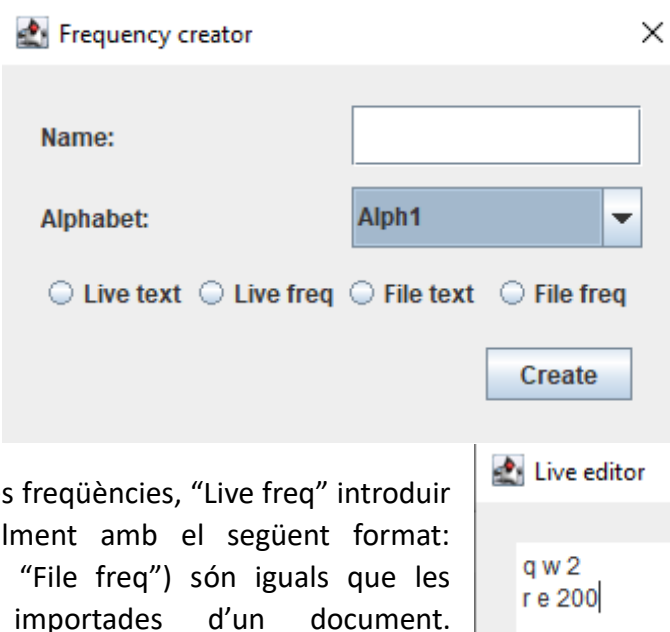 Frequency creator
Name:
Alphabet:
Alph1
Live text
Live freq
File text
File freq
Create
s freqüències, “Live freq” introduir
lment amb el següent format:
“File freq”) són iguals que les
importades d’un document.
Live editor
q w 2
r e 200